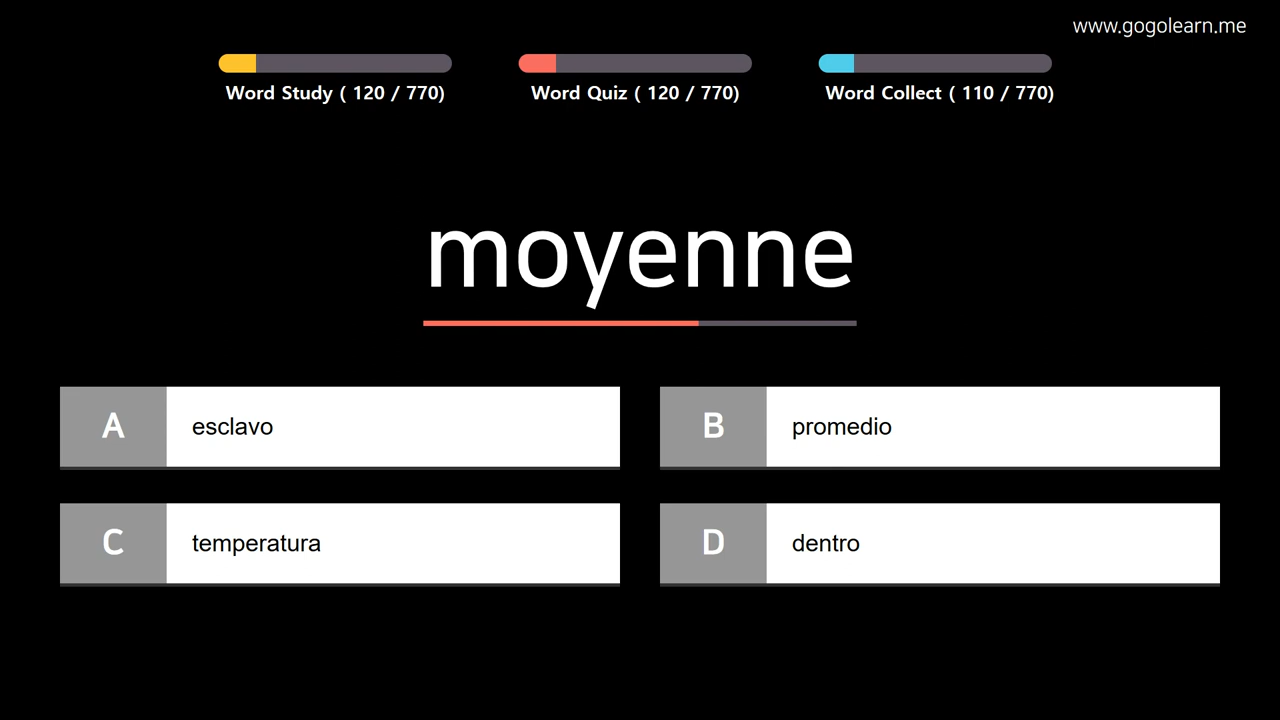 www.gogolearn.me
Word Study ( 120 / 770)
Word Quiz ( 120 / 770)
Word Collect ( 110 / 770)
moyenne
A esclavo
B promedio
C temperatura
D dentro